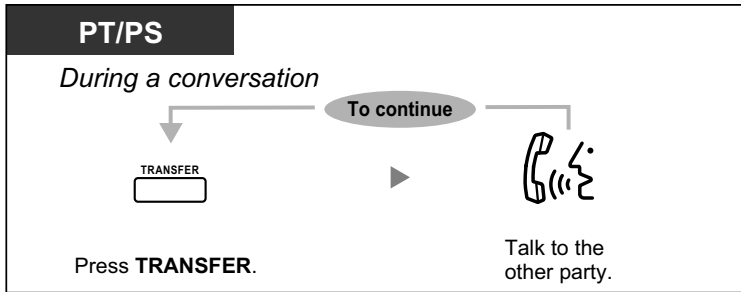 PT/PS
During a conversation
To continue
TRANSFER
Press TRANSFER.
Talk to the
other party.